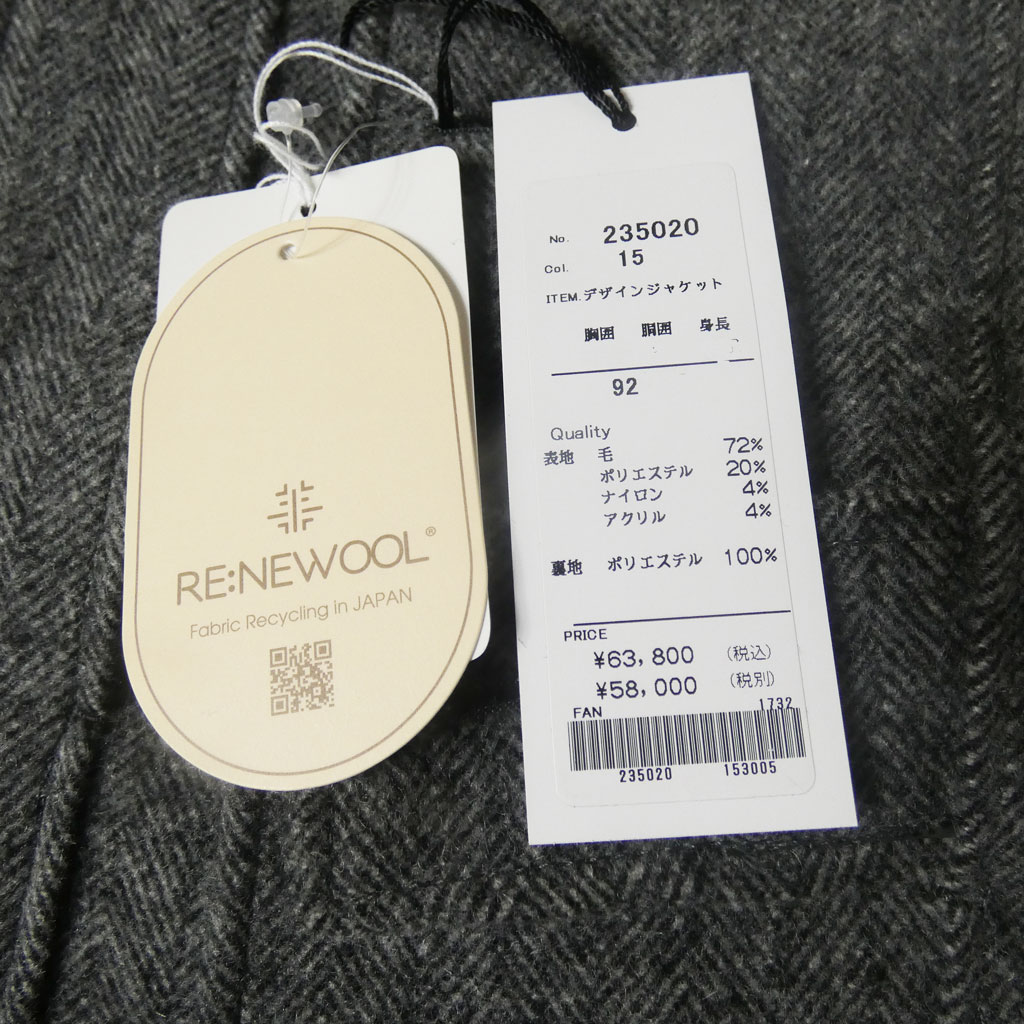 RE:NEWOOL®
Fabric Recycling in JAPAN
No. 235020
Col. 15
ITEM.デザインジャケット
胸囲 胴囲 身長
92
Quality
表地 毛 72%
ポリエステル 20%
ナイロン 4%
アクリル 4%
裏地 ポリエステル 100%
PRICE
¥63,800 (税込)
¥58,000 (税別)
FAN 1732
235020 153005